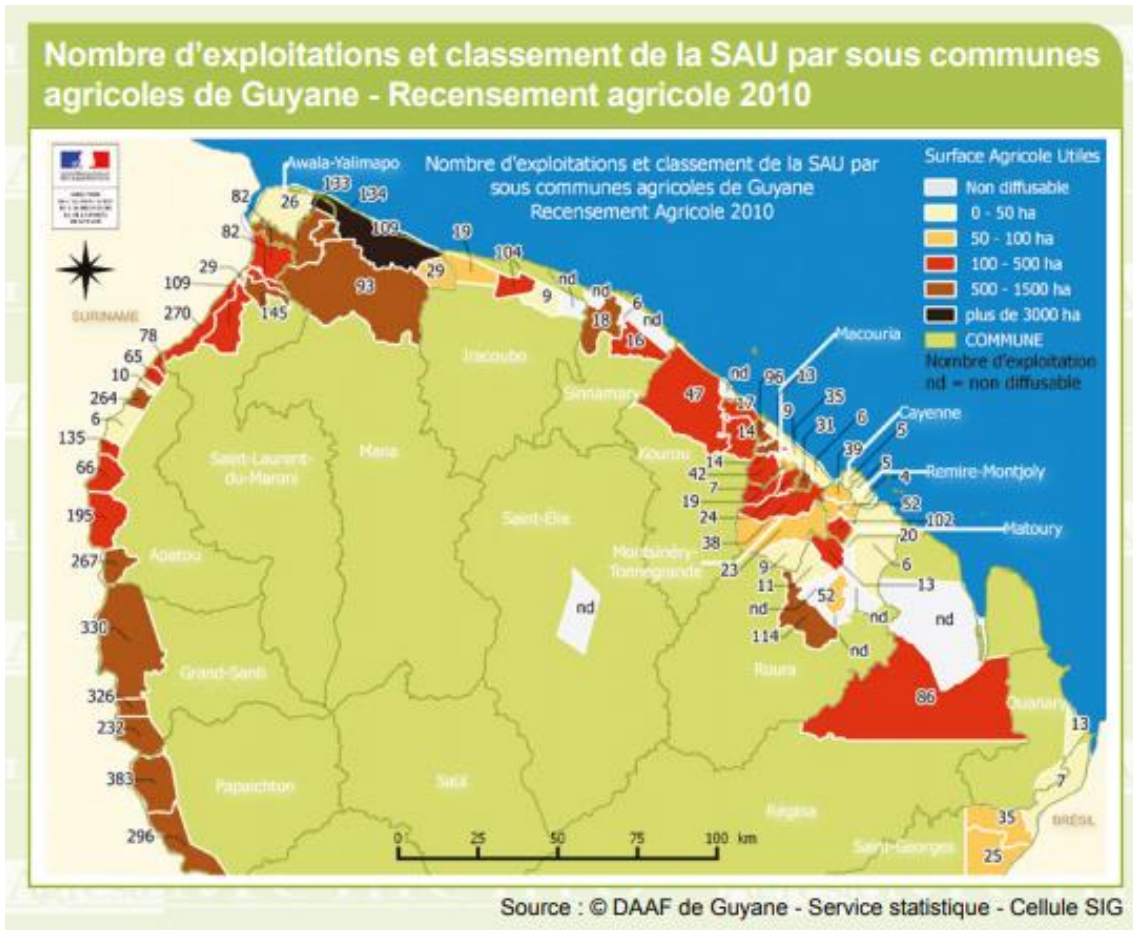 Nombre d'exploitations et classement de la SAU par sous communes
agricoles de Guyane - Recensement agricole 2010
Nombre d'exploitations et classement de la SAU par
sous communes agricoles de Guyane
Recensement Agricole 2010
Surface Agricole Utiles
Non diffusable
0 - 50 ha
50 - 100 ha
100 - 500 ha
500 - 1500 ha
plus de 3000 ha
COMMUNE
Nombre d'exploitation
nd = non diffusable
Awala-Yalimapo
133
134
82
26
82
109
19
104
29
29
nd
nd
6
109
93
9
145
18
nd
270
SURINAME
16
Macouria
78
Iracoubo
65
nd
96
13
10
Sinnamary
47
17
9
35
264
31
6
Cayenne
6
14
39
5
135
Mana
Kourou
14
5
66
Saint-Laurent-
du-Maroni
42
4
Remire-Montjoly
7
19
52
195
Saint-Elie
24
102
Matoury
38
20
267
Apatou
Montsinéry-
Tonnegrande
23
9
6
11
13
nd
52
nd
nd
nd
330
114
nd
Grand-Santi
Roura
326
86
Ouanary
232
13
383
Papaichton
Saül
7
Régina
35
BRÉSIL
296
0
25
50
75
100 km
Saint-Georges
25
Source : © DAAF de Guyane - Service statistique - Cellule SIG